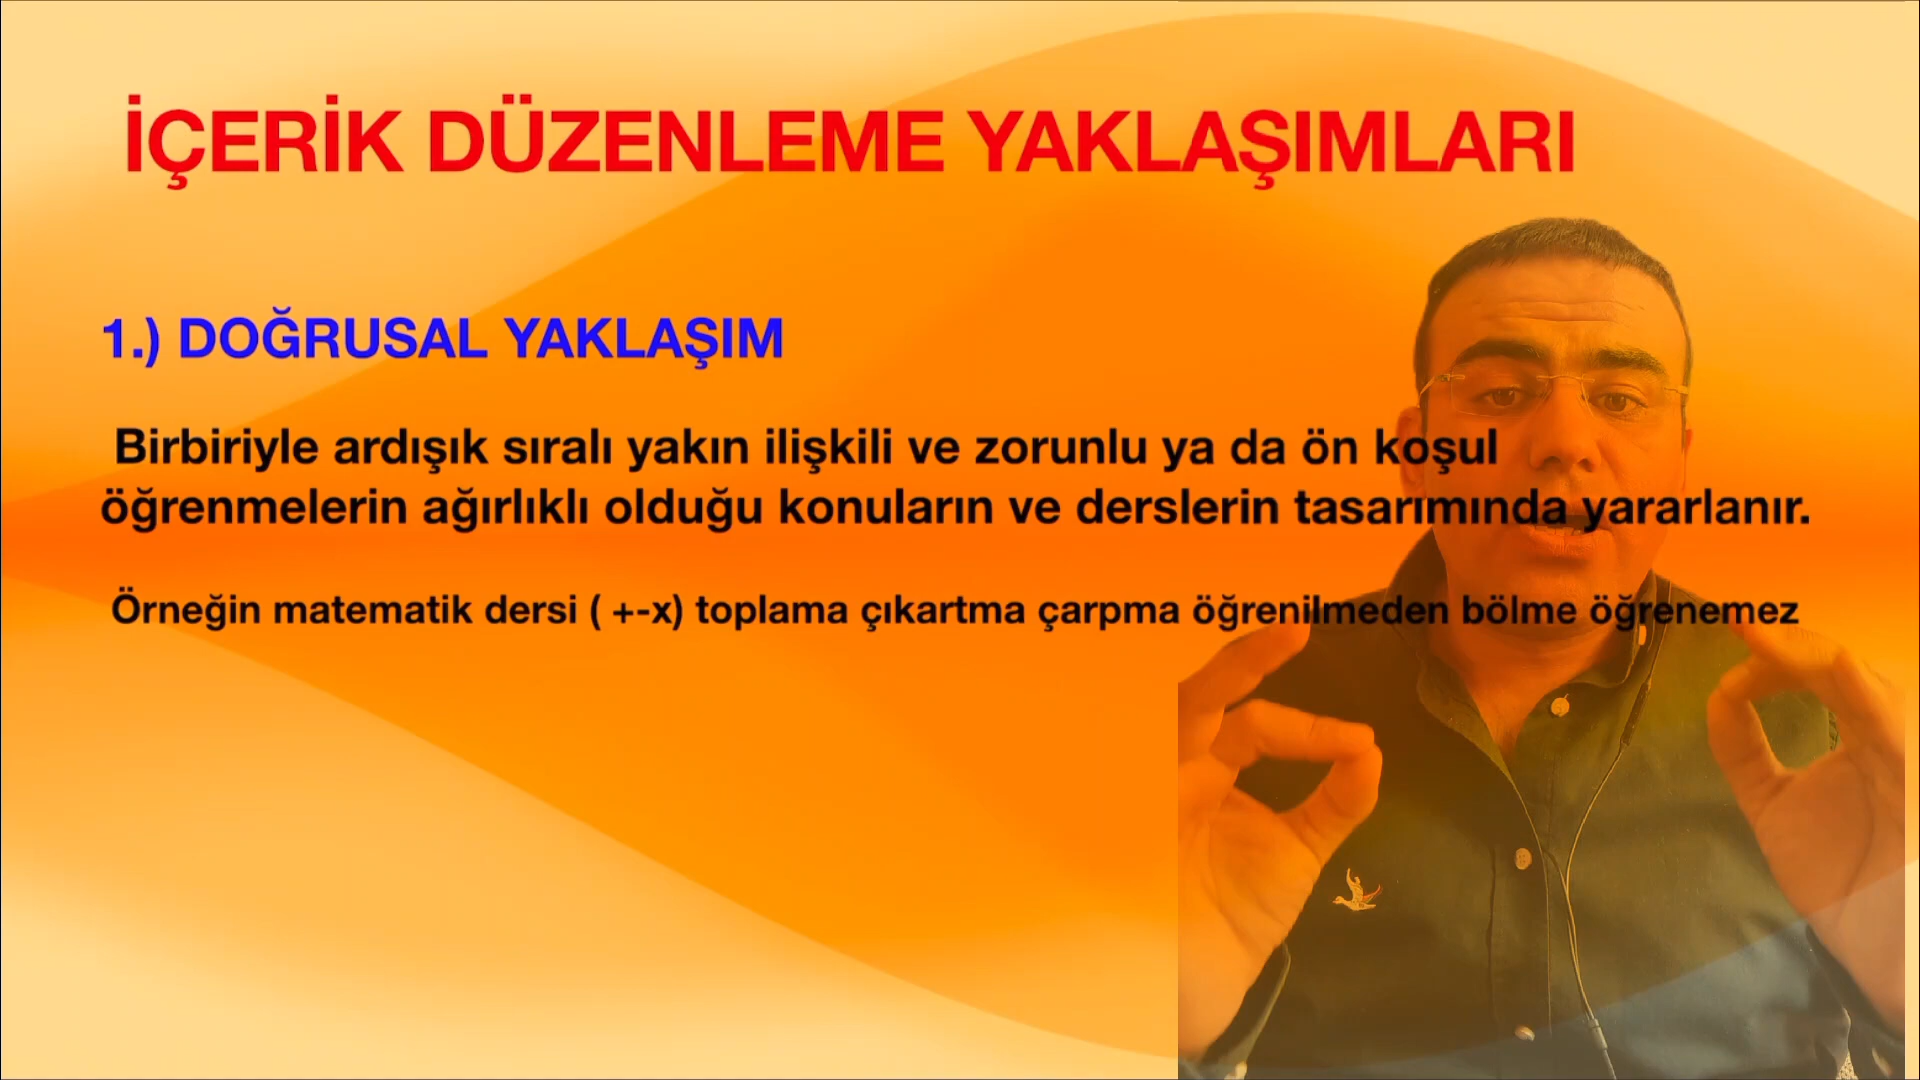 İÇERİK DÜZENLEME YAKLAŞIMLARI
1.) DOĞRUSAL YAKLAŞIM
Birbiriyle ardışık sıralı yakın ilişkili ve zorunlu ya da ön koşul
öğrenmelerin ağırlıklı olduğu konuların ve derslerin tasarımında yararlanır.
Örneğin matematik dersi ( +-x) toplama çıkartma çarpma öğrenilmeden bölme öğrenemez